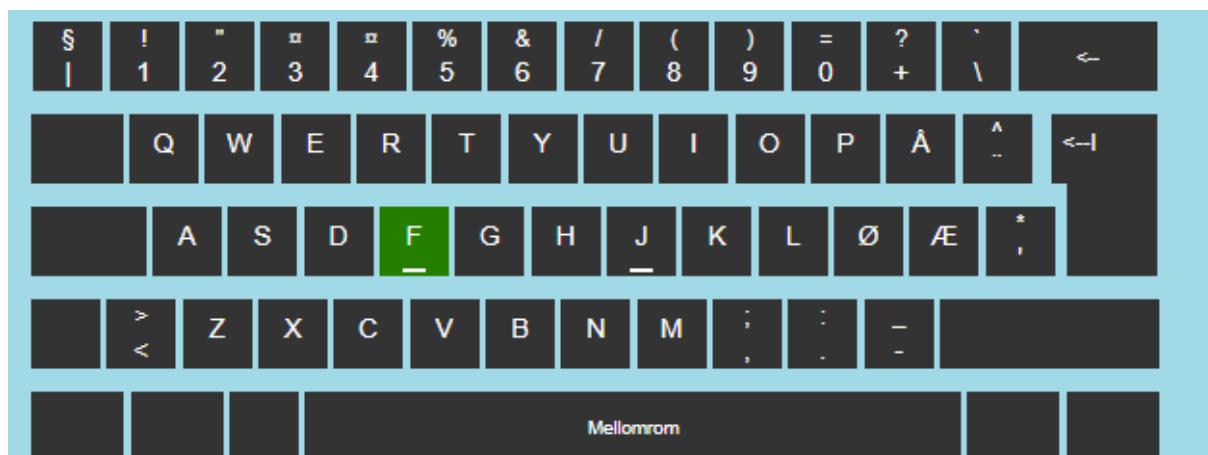 § ! " ¤ ¤ % & / ( ) = ? `
| 1 2 3 4 5 6 7 8 9 0 + \ <--
Q W E R T Y U I O P Å ^ ¨ <--I
A S D F G H J K L Ø Æ * '
> < Z X C V B N M ; , : . _ -
Mellomrom